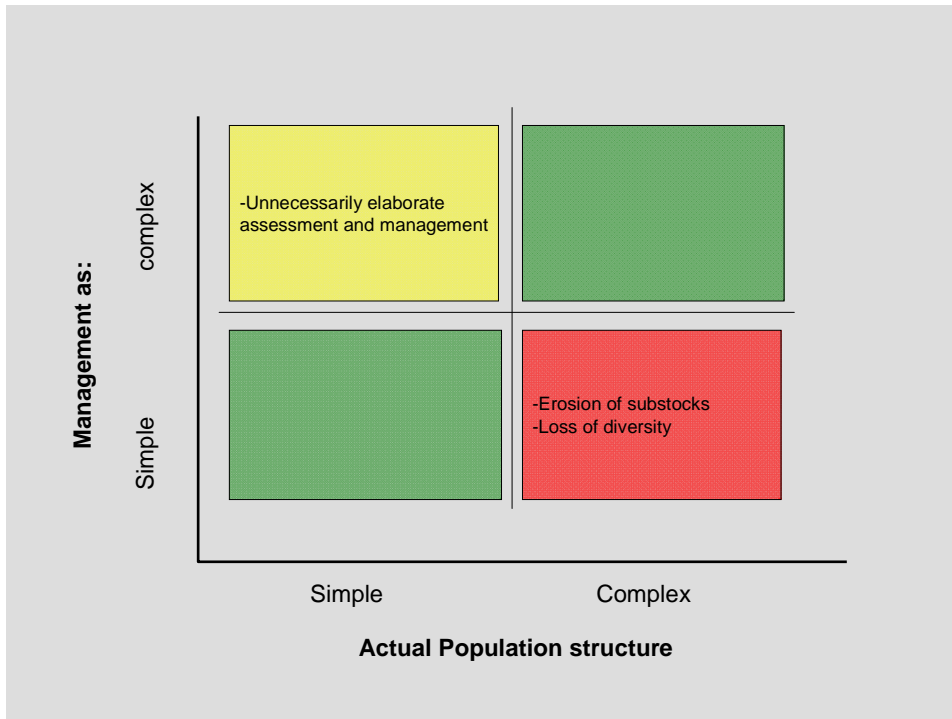 Management as:
complex
Simple
-Unnecessarily elaborate
assessment and management
-Erosion of substocks
-Loss of diversity
Simple
Complex
Actual Population structure